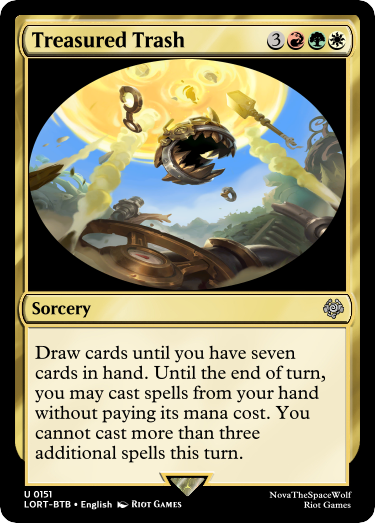 Treasured Trash 3
Sorcery
Draw cards until you have seven
cards in hand. Until the end of turn,
you may cast spells from your hand
without paying its mana cost. You
cannot cast more than three
additional spells this turn.
U 0151
LORT-BTB • English RIOT GAMES
NovaTheSpaceWolf
Riot Games